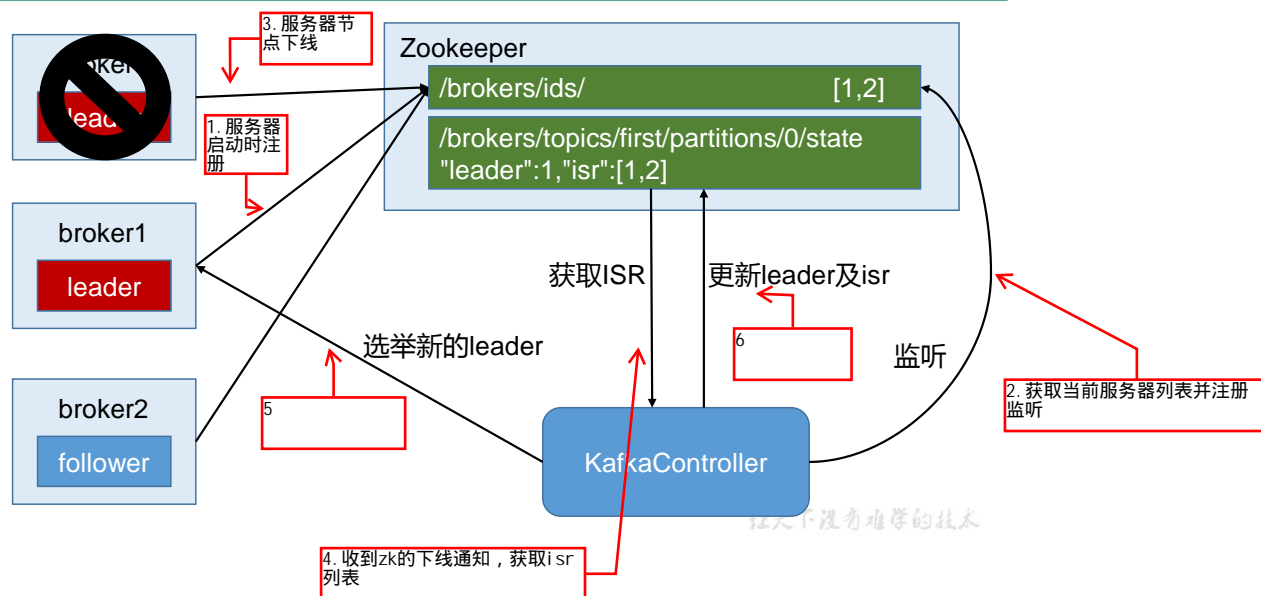 3. 服务器节
点下线
Zookeeper
/brokers/ids/ [1,2]
/brokers/topics/first/partitions/0/state
"leader":1,"isr":[1,2]
1. 服务器
启动时注
册
broker1
leader
获取ISR
更新leader及isr
6
监听
2. 获取当前服务器列表并注册
监听
选举新的leader
5
broker2
follower
KafkaController
4. 收到zk的下线通知，获取isr
列表